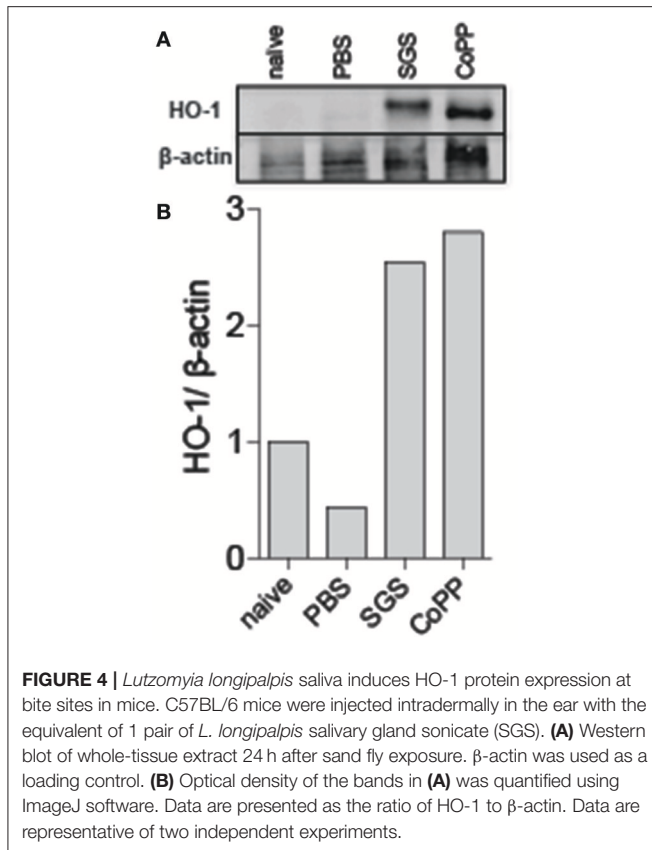 A
naïve PBS SGS CoPP
HO-1
β-actin
B
3
2
1
0
HO-1/ β-actin
naive PBS SGS CoPP
FIGURE 4 | Lutzomyia longipalpis saliva induces HO-1 protein expression at
bite sites in mice. C57BL/6 mice were injected intradermally in the ear with the
equivalent of 1 pair of L. longipalpis salivary gland sonicate (SGS). (A) Western
blot of whole-tissue extract 24 h after sand fly exposure. β-actin was used as a
loading control. (B) Optical density of the bands in (A) was quantified using
ImageJ software. Data are presented as the ratio of HO-1 to β-actin. Data are
representative of two independent experiments.